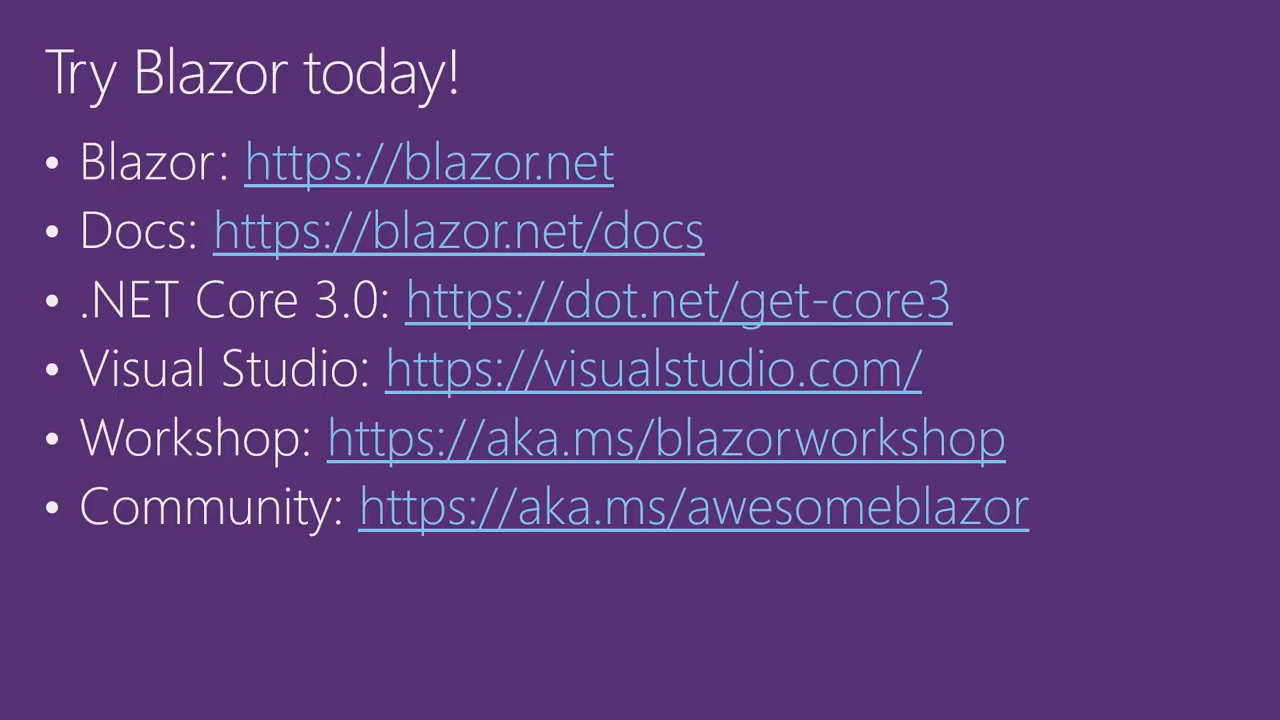 Try Blazor today!
• Blazor: https://blazor.net
• Docs: https://blazor.net/docs
• .NET Core 3.0: https://dot.net/get-core3
• Visual Studio: https://visualstudio.com/
• Workshop: https://aka.ms/blazorworkshop
• Community: https://aka.ms/awesomeblazor